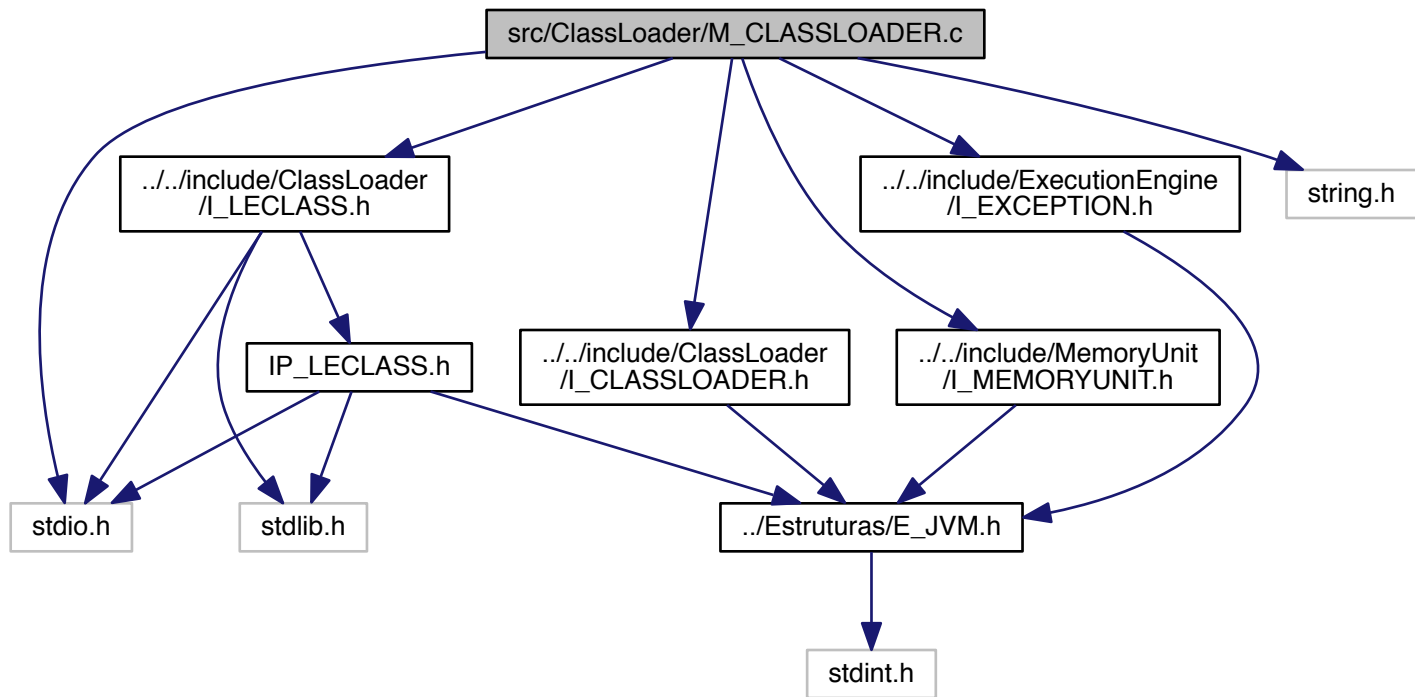 src/ClassLoader/M_CLASSLOADER.c
../../include/ClassLoader
/I_LECLASS.h
../../include/ExecutionEngine
/I_EXCEPTION.h
string.h
IP_LECLASS.h
../../include/ClassLoader
/I_CLASSLOADER.h
../../include/MemoryUnit
/I_MEMORYUNIT.h
stdio.h
stdlib.h
../Estruturas/E_JVM.h
stdint.h